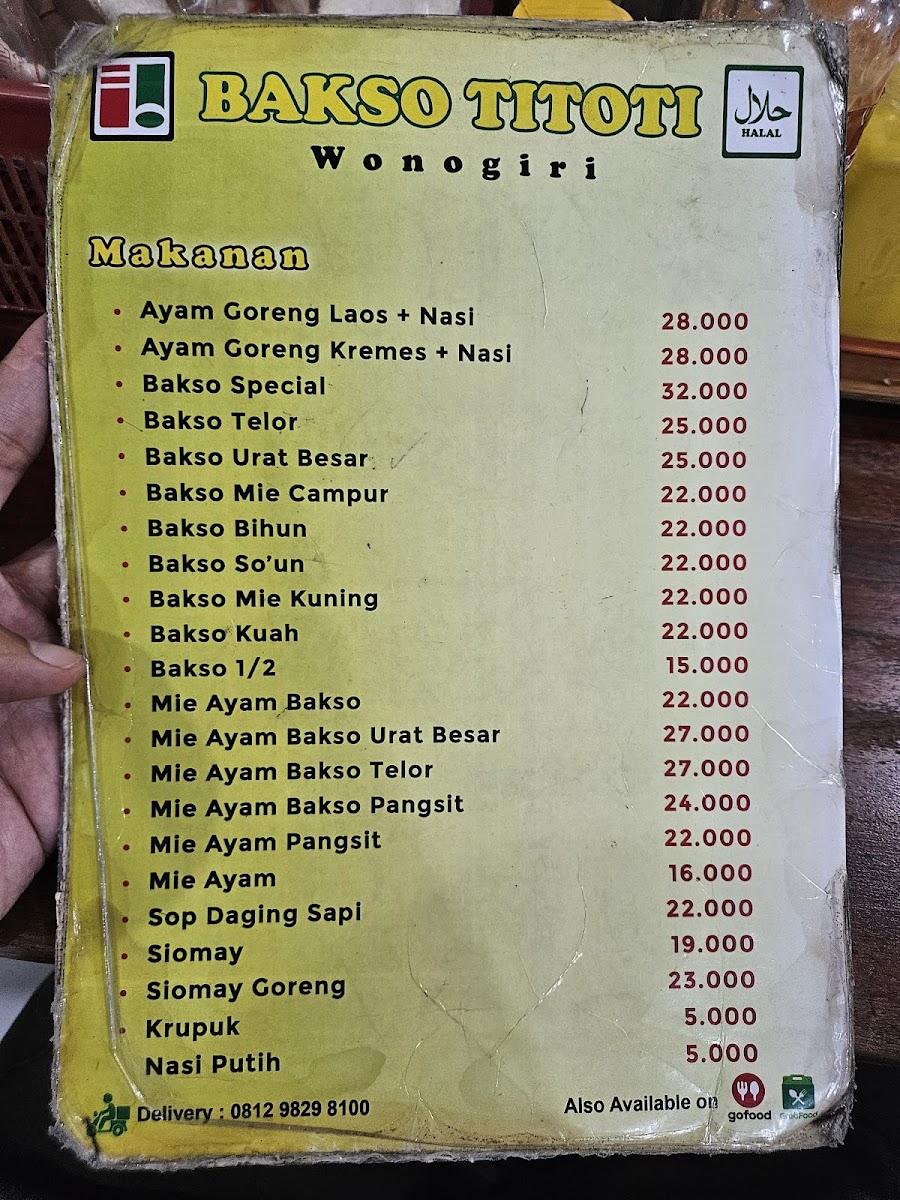 BAKSO TITOTI
Wonogiri
حلال
HALAL
Makanan
Ayam Goreng Laos + Nasi 28.000
Ayam Goreng Kremes + Nasi 28.000
Bakso Special 32.000
Bakso Telor 25.000
Bakso Urat Besar 25.000
Bakso Mie Campur 22.000
Bakso Bihun 22.000
Bakso So'un 22.000
Bakso Mie Kuning 22.000
Bakso Kuah 22.000
Bakso 1/2 15.000
Mie Ayam Bakso 22.000
Mie Ayam Bakso Urat Besar 27.000
Mie Ayam Bakso Telor 27.000
Mie Ayam Bakso Pangsit 24.000
Mie Ayam Pangsit 22.000
Mie Ayam 16.000
Sop Daging Sapi 22.000
Siomay 19.000
Siomay Goreng 23.000
Krupuk 5.000
Nasi Putih 5.000
Delivery : 0812 9829 8100
Also Available on
gofood
GrabFood